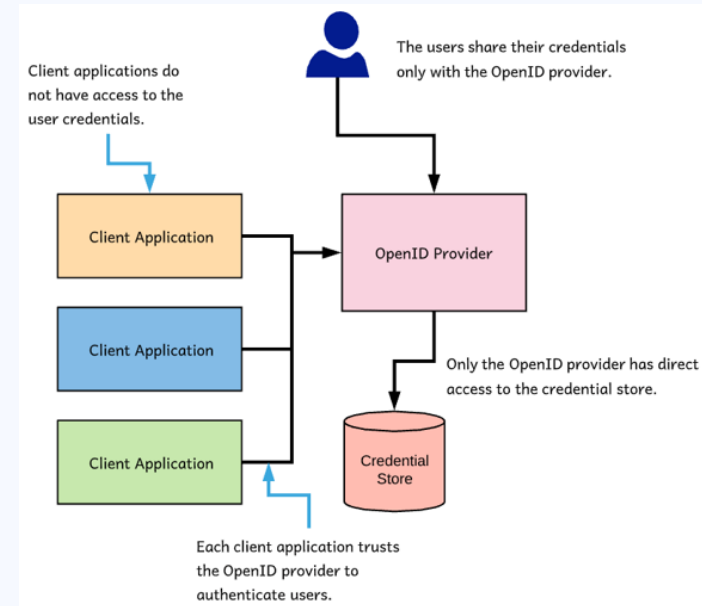 The users share their credentials
only with the OpenID provider.
Client applications do
not have access to the
user credentials.
Client Application
OpenID Provider
Client Application
Only the OpenID provider has direct
access to the credential store.
Client Application
Credential
Store
Each client application trusts
the OpenID provider to
authenticate users.